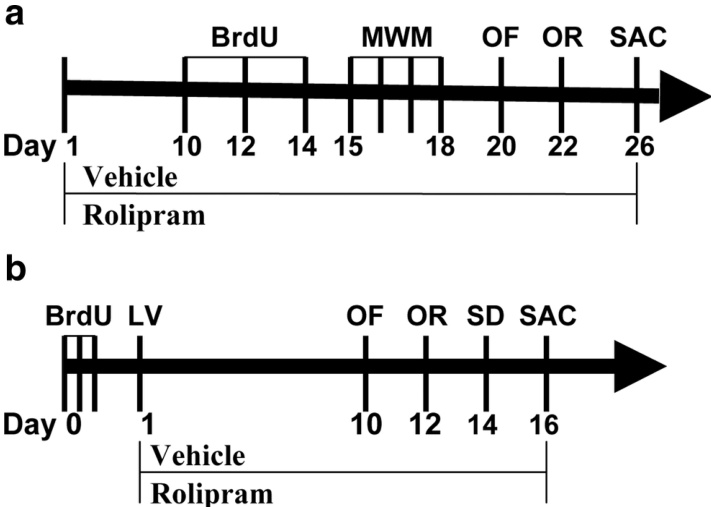 a
BrdU MWM OF OR SAC
Day 1 10 12 14 15 18 20 22 26
Vehicle
Rolipram
b
BrdU LV OF OR SD SAC
Day 0 1 10 12 14 16
Vehicle
Rolipram